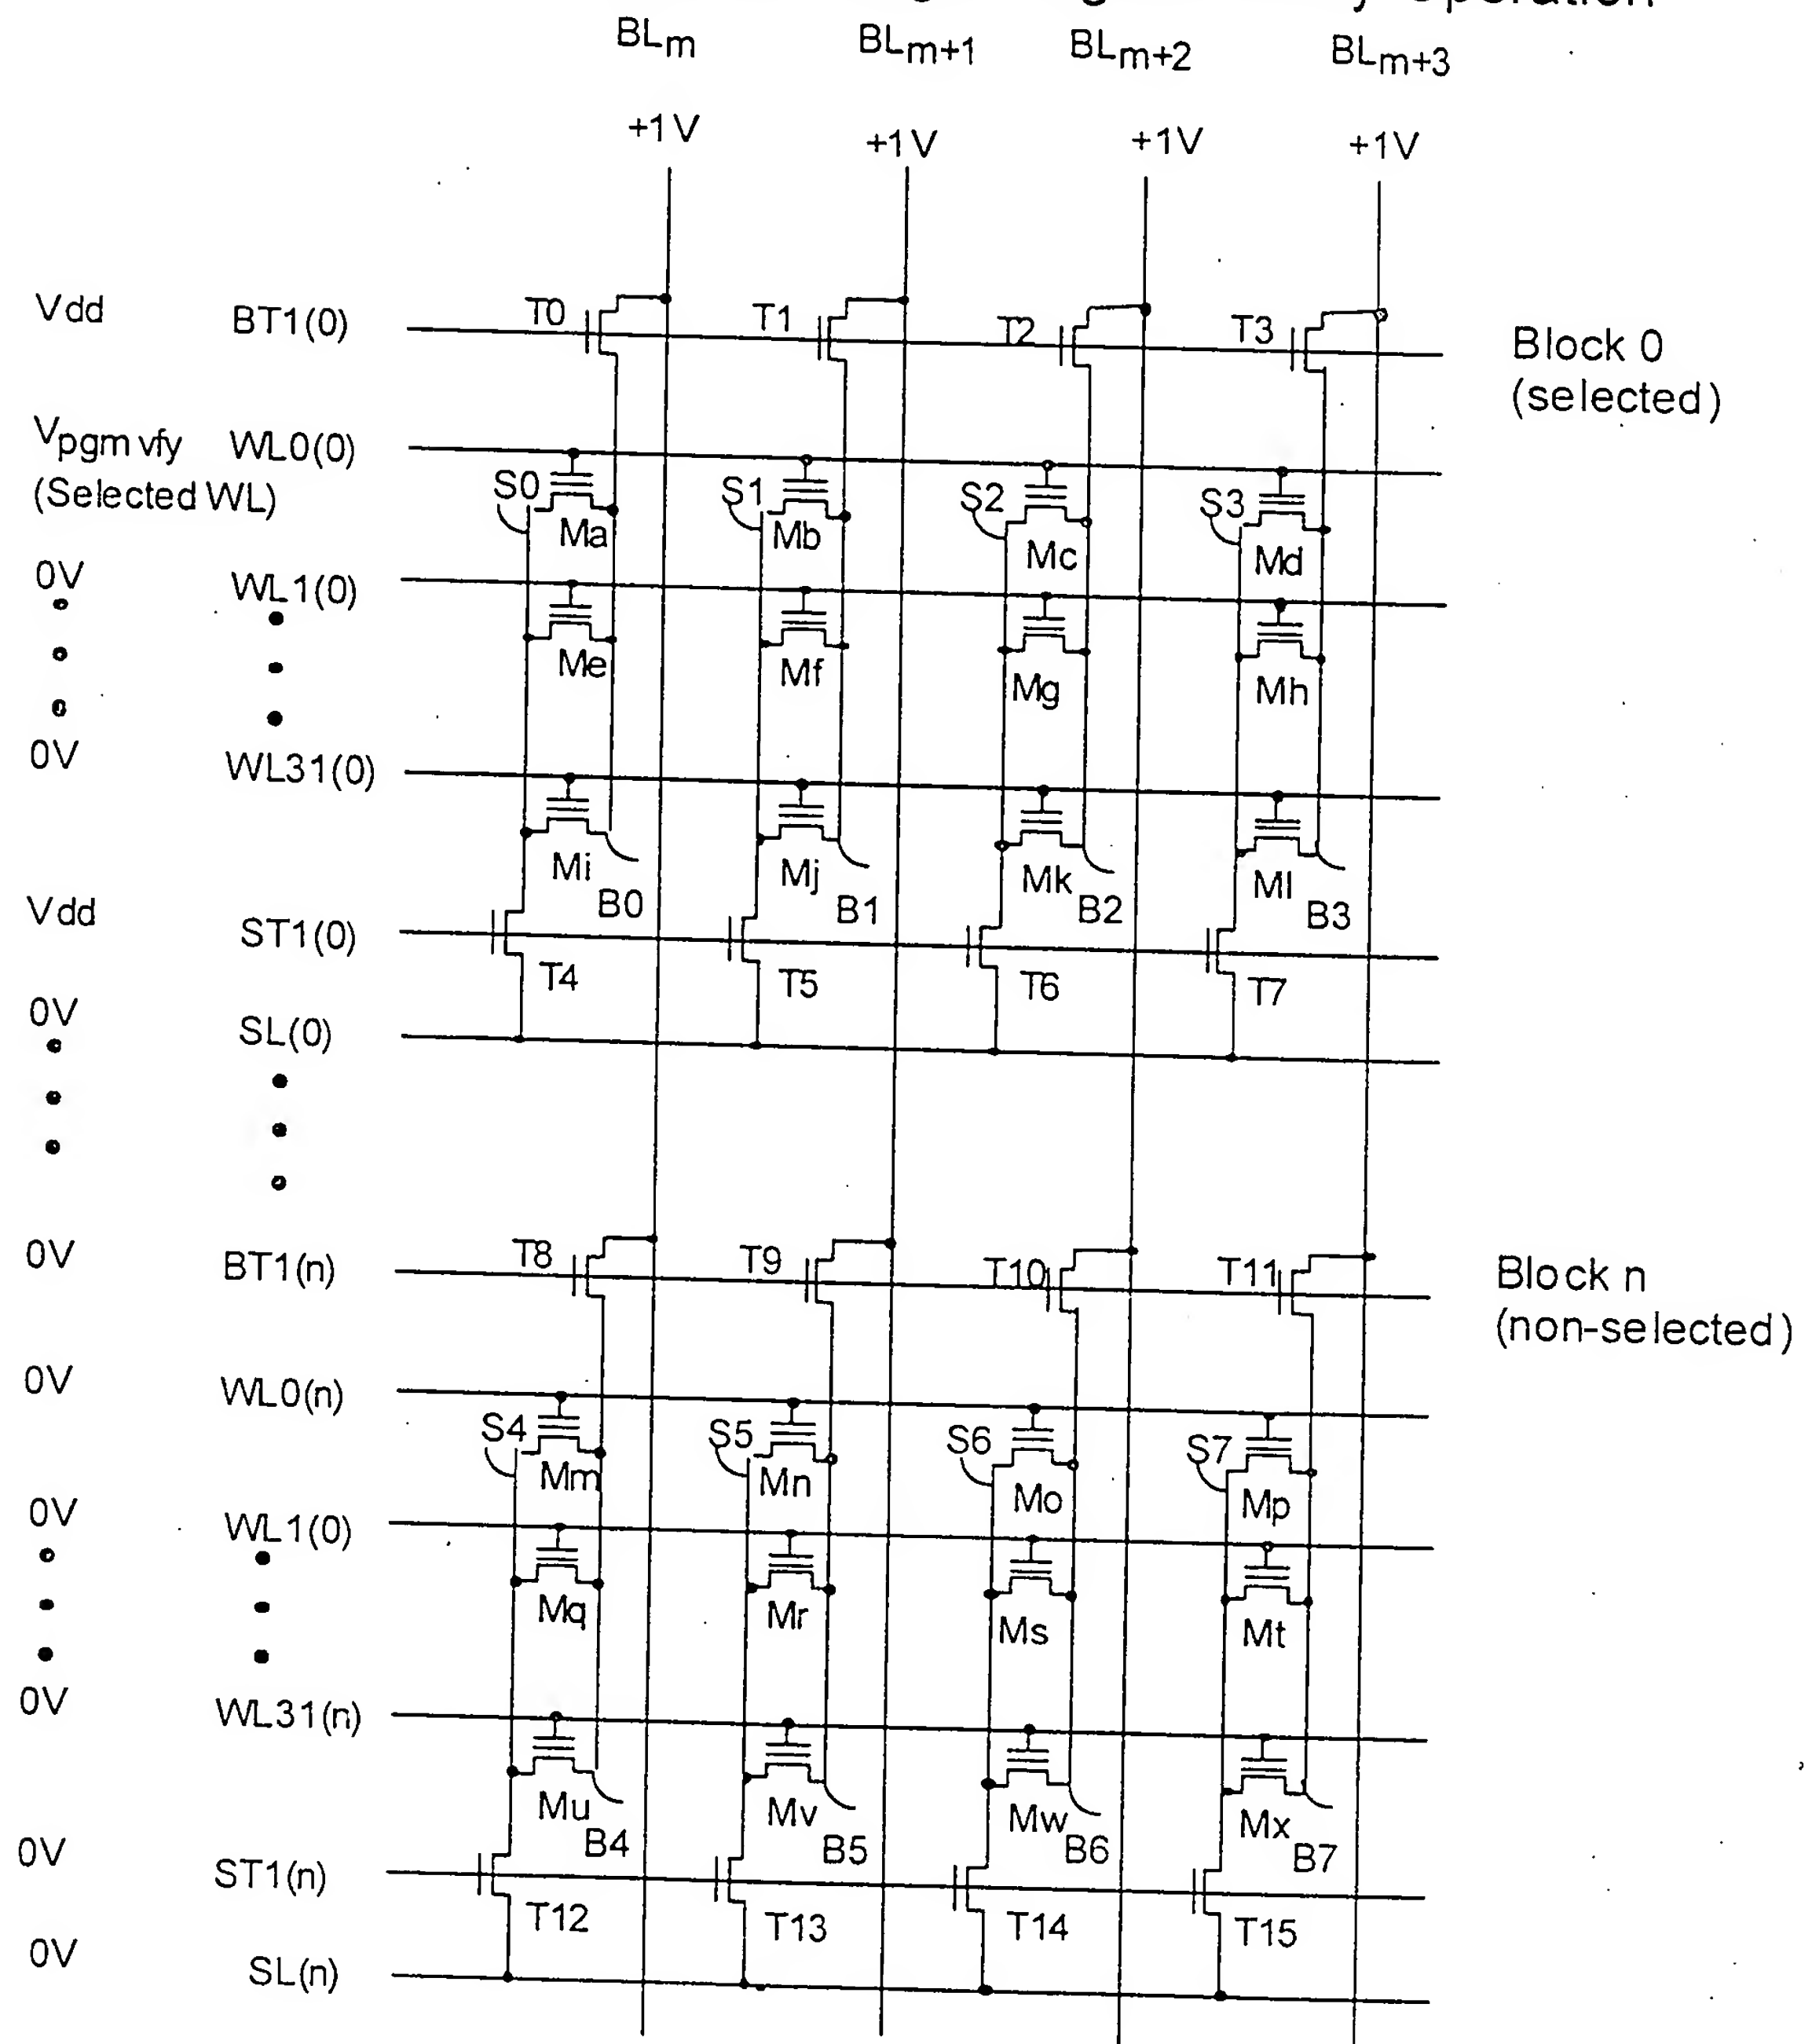 Operation
BLm BLm+1 BLm+2 BLm+3
+1V +1V +1V +1V
Vdd BT1(0) T0 T1 T2 T3 Block 0
(selected)
Vpgm vfy WL0(0)
(Selected WL) S0 S1 S2 S3
Ma Mb Mc Md
0V WL1(0)
Me Mf Mg Mh
0V WL31(0)
Mi Mj Mk Ml
B0 B1 B2 B3
Vdd ST1(0)
T4 T5 T6 T7
0V SL(0)
0V BT1(n) T8 T9 T10 T11 Block n
(non-selected)
0V WL0(n)
S4 S5 S6 S7
Mm Mn Mo Mp
0V WL1(0)
Mq Mr Ms Mt
0V WL31(n)
Mu Mv Mw Mx
B4 B5 B6 B7
0V ST1(n)
T12 T13 T14 T15
0V SL(n)